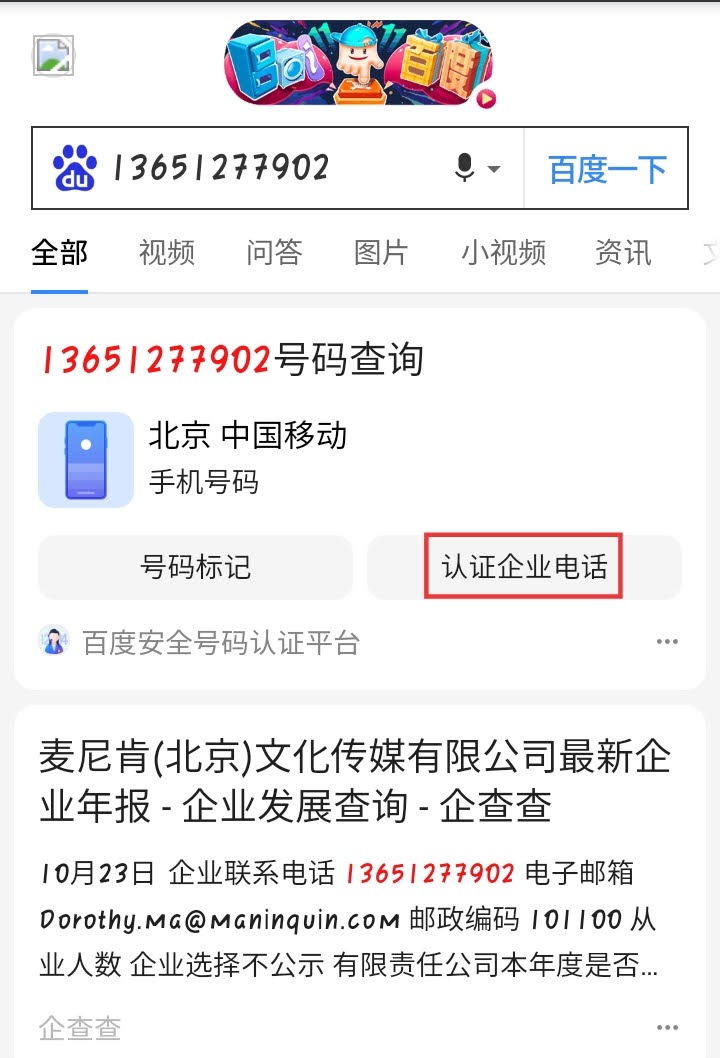 Bai 百度
du 13651277902 百度一下
全部 视频 问答 图片 小视频 资讯
13651277902号码查询
北京 中国移动
手机号码
号码标记 认证企业电话
百度安全号码认证平台
麦尼肯(北京)文化传媒有限公司最新企
业年报 - 企业发展查询 - 企查查
10月23日 企业联系电话 13651277902 电子邮箱
Dorothy.ma@maninquin.com 邮政编码 101100 从
业人数 企业选择不公示 有限责任公司本年度是否...
企查查